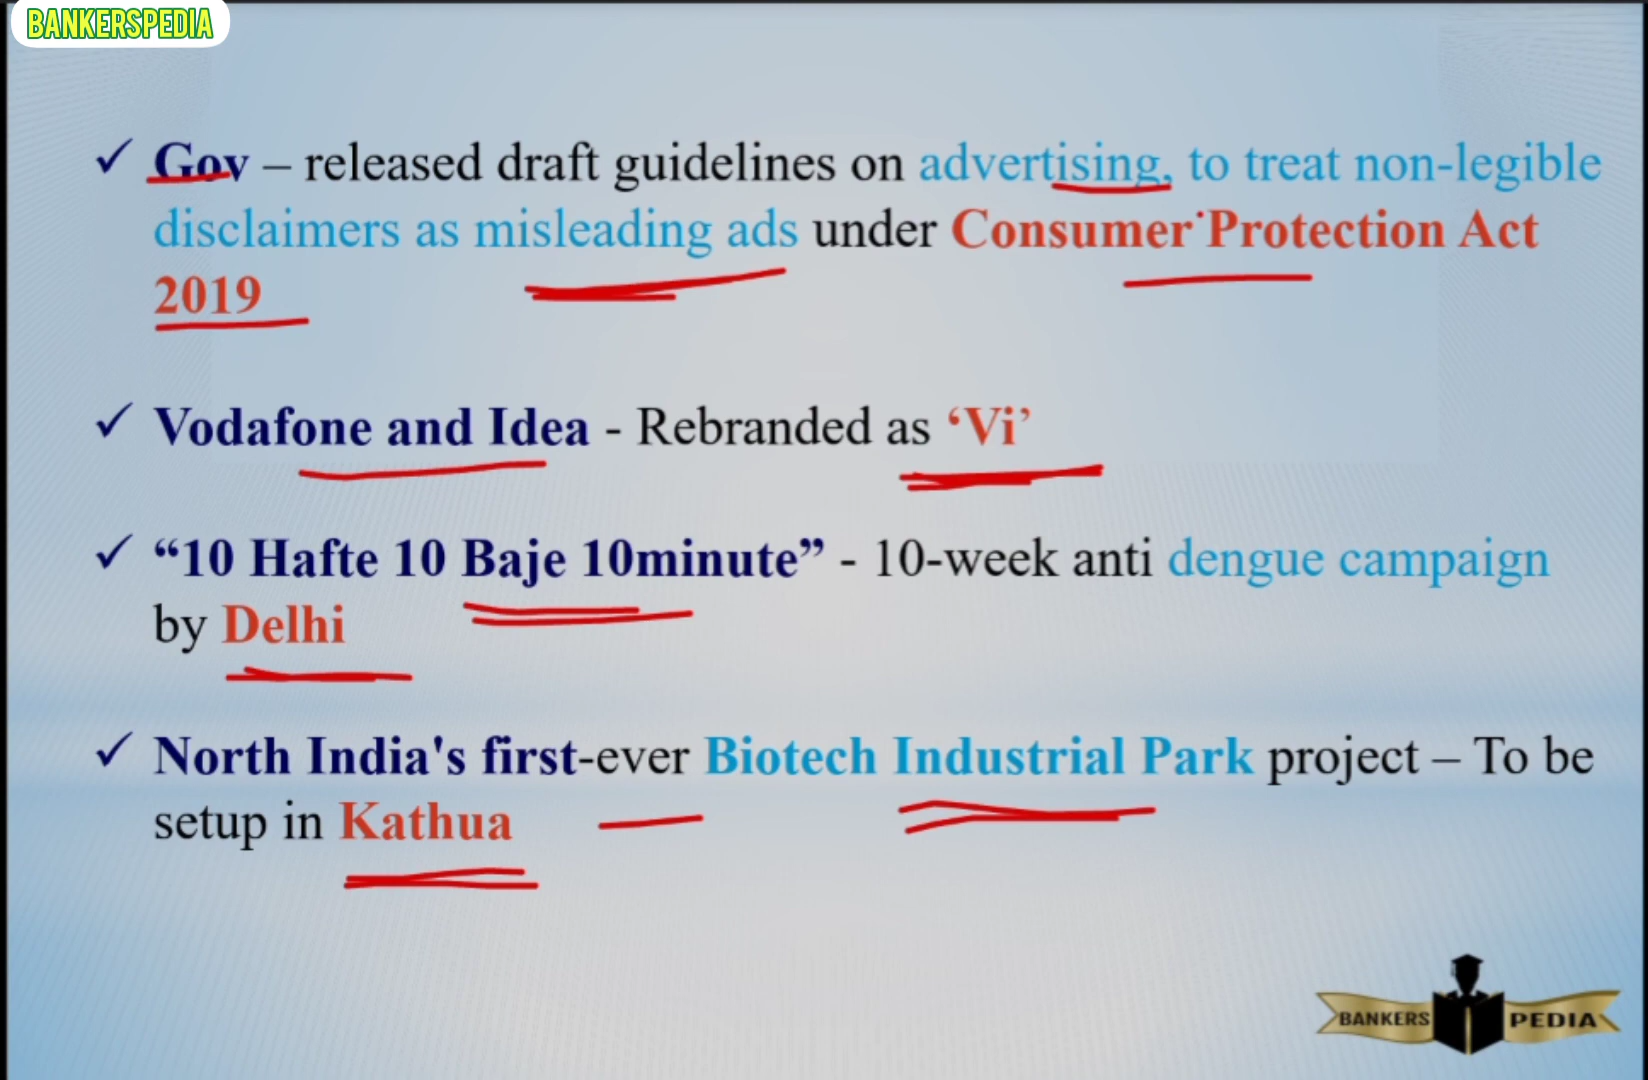 BANKERSPEDIA
✓ Gov – released draft guidelines on advertising, to treat non-legible
disclaimers as misleading ads under Consumer Protection Act
2019
✓ Vodafone and Idea - Rebranded as ‘Vi’
✓ “10 Hafte 10 Baje 10minute” - 10-week anti dengue campaign
by Delhi
✓ North India's first-ever Biotech Industrial Park project – To be
setup in Kathua
BANKERS PEDIA